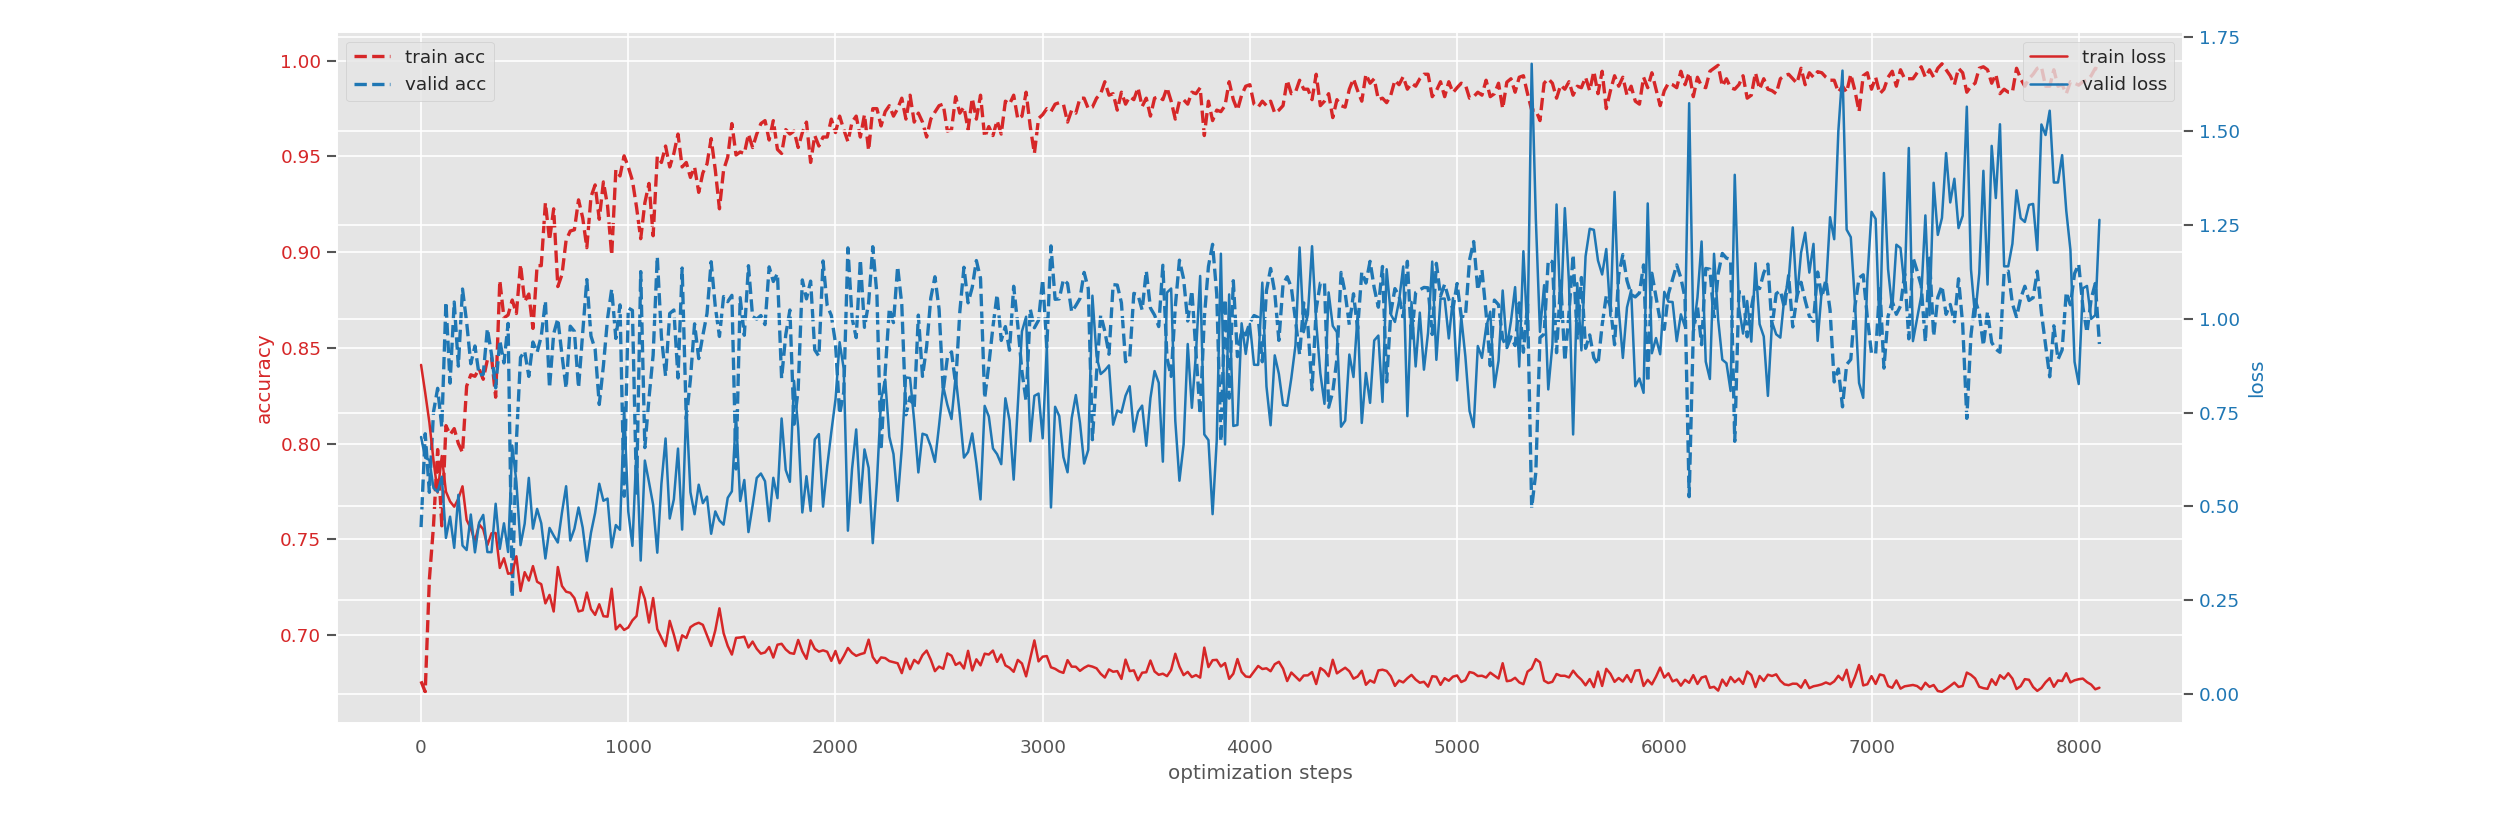 train acc
valid acc
train loss
valid loss
1.00
0.95
0.90
0.85
0.80
0.75
0.70
accuracy
1.75
1.50
1.25
1.00
0.75
0.50
0.25
0.00
loss
0 1000 2000 3000 4000 5000 6000 7000 8000
optimization steps